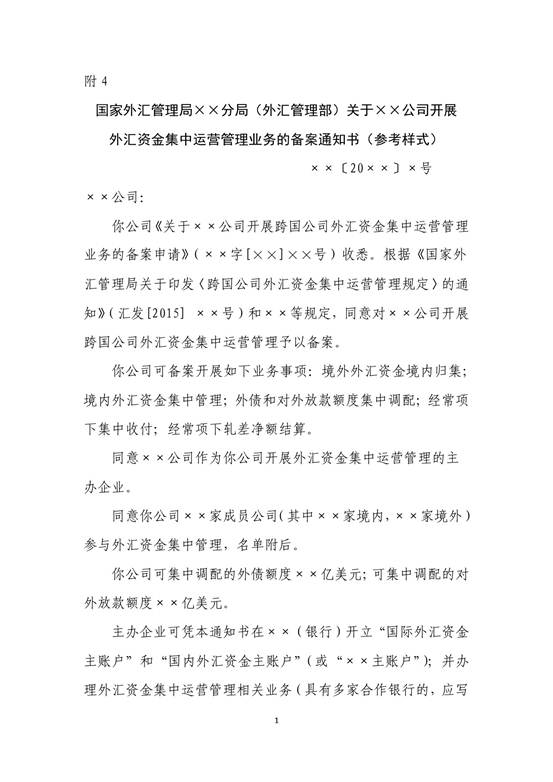 附 4
国家外汇管理局××分局（外汇管理部）关于××公司开展
外汇资金集中运营管理业务的备案通知书（参考样式）
××〔20××〕×号
××公司：
你公司《关于××公司开展跨国公司外汇资金集中运营管理
业务的备案申请》（××字[××]××号）收悉。根据《国家外
汇管理局关于印发〈跨国公司外汇资金集中运营管理规定〉的通
知》（汇发[2015] ××号）和××等规定，同意对××公司开展
跨国公司外汇资金集中运营管理予以备案。
你公司可备案开展如下业务事项：境外外汇资金境内归集；
境内外汇资金集中管理；外债和对外放款额度集中调配；经常项
下集中收付；经常项下轧差净额结算。
同意××公司作为你公司开展外汇资金集中运营管理的主
办企业。
同意你公司××家成员公司（其中××家境内，××家境外）
参与外汇资金集中管理，名单附后。
你公司可集中调配的外债额度××亿美元；可集中调配的对
外放款额度××亿美元。
主办企业可凭本通知书在××（银行）开立“国际外汇资金
主账户”和“国内外汇资金主账户”（或“××主账户”）；并办
理外汇资金集中运营管理相关业务（具有多家合作银行的，应写
1